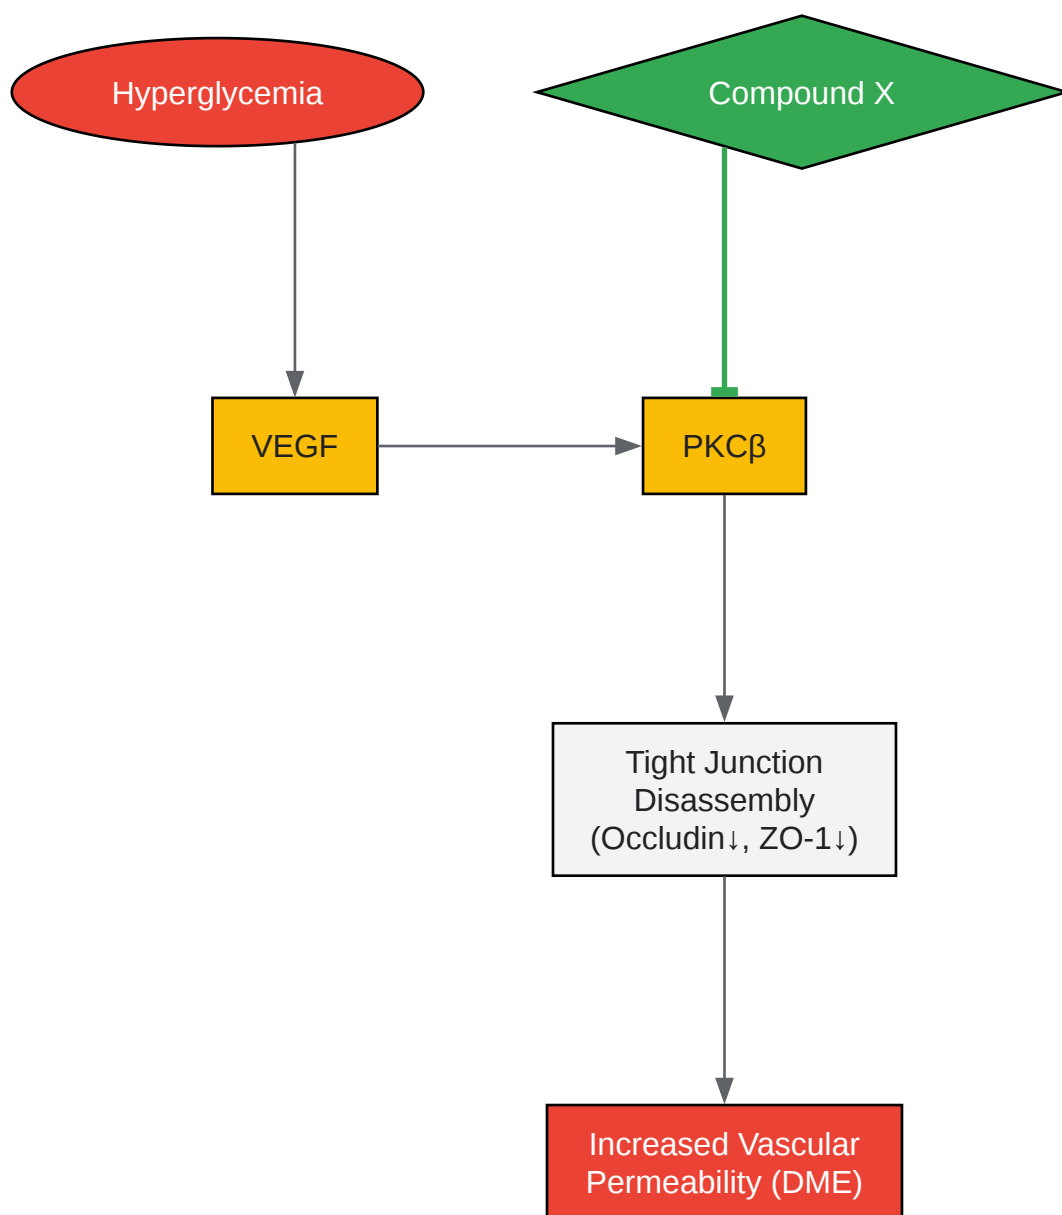 Hyperglycemia
Compound X
VEGF
PKCβ
Tight Junction
Disassembly
(Occludin↓, ZO-1↓)
Increased Vascular
Permeability (DME)